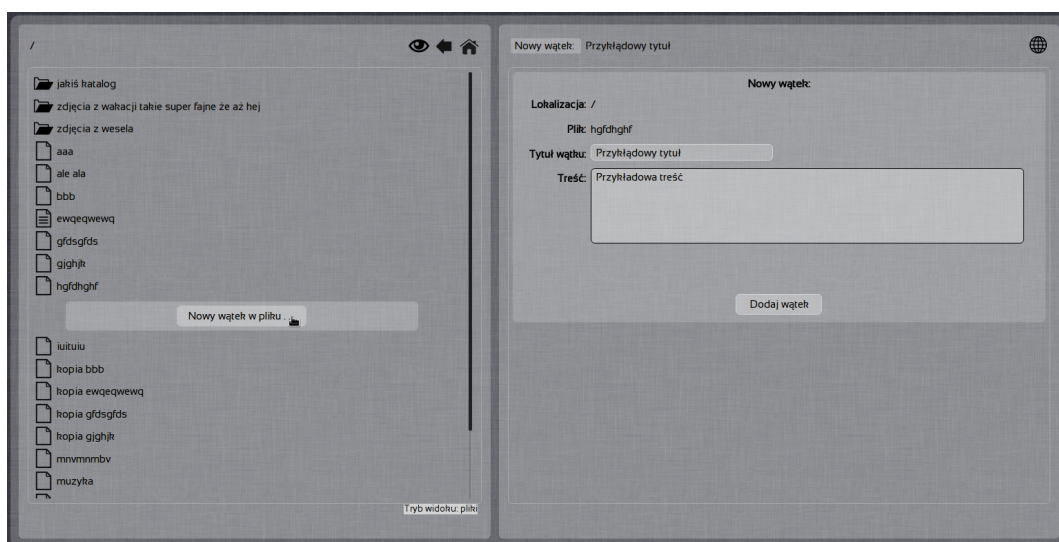 /
jakiś katalog
zdjęcia z wakacji takie super fajne że aż hej
zdjęcia z wesela
aaa
ale ala
bbb
ewqeqwewq
gfdsgfds
gjghjk
hgfdhghf
Nowy wątek w pliku . .
iuituiu
kopia bbb
kopia ewqeqwewq
kopia gfdsgfds
kopia gjghjk
mnvmnmbv
muzyka
Tryb widoku: pliki
Nowy wątek: Przykłądowy tytuł
Nowy wątek:
Lokalizacja: /
Plik: hgfdhghf
Tytuł wątku: Przykłądowy tytuł
Treść: Przykładowa treść
Dodaj wątek